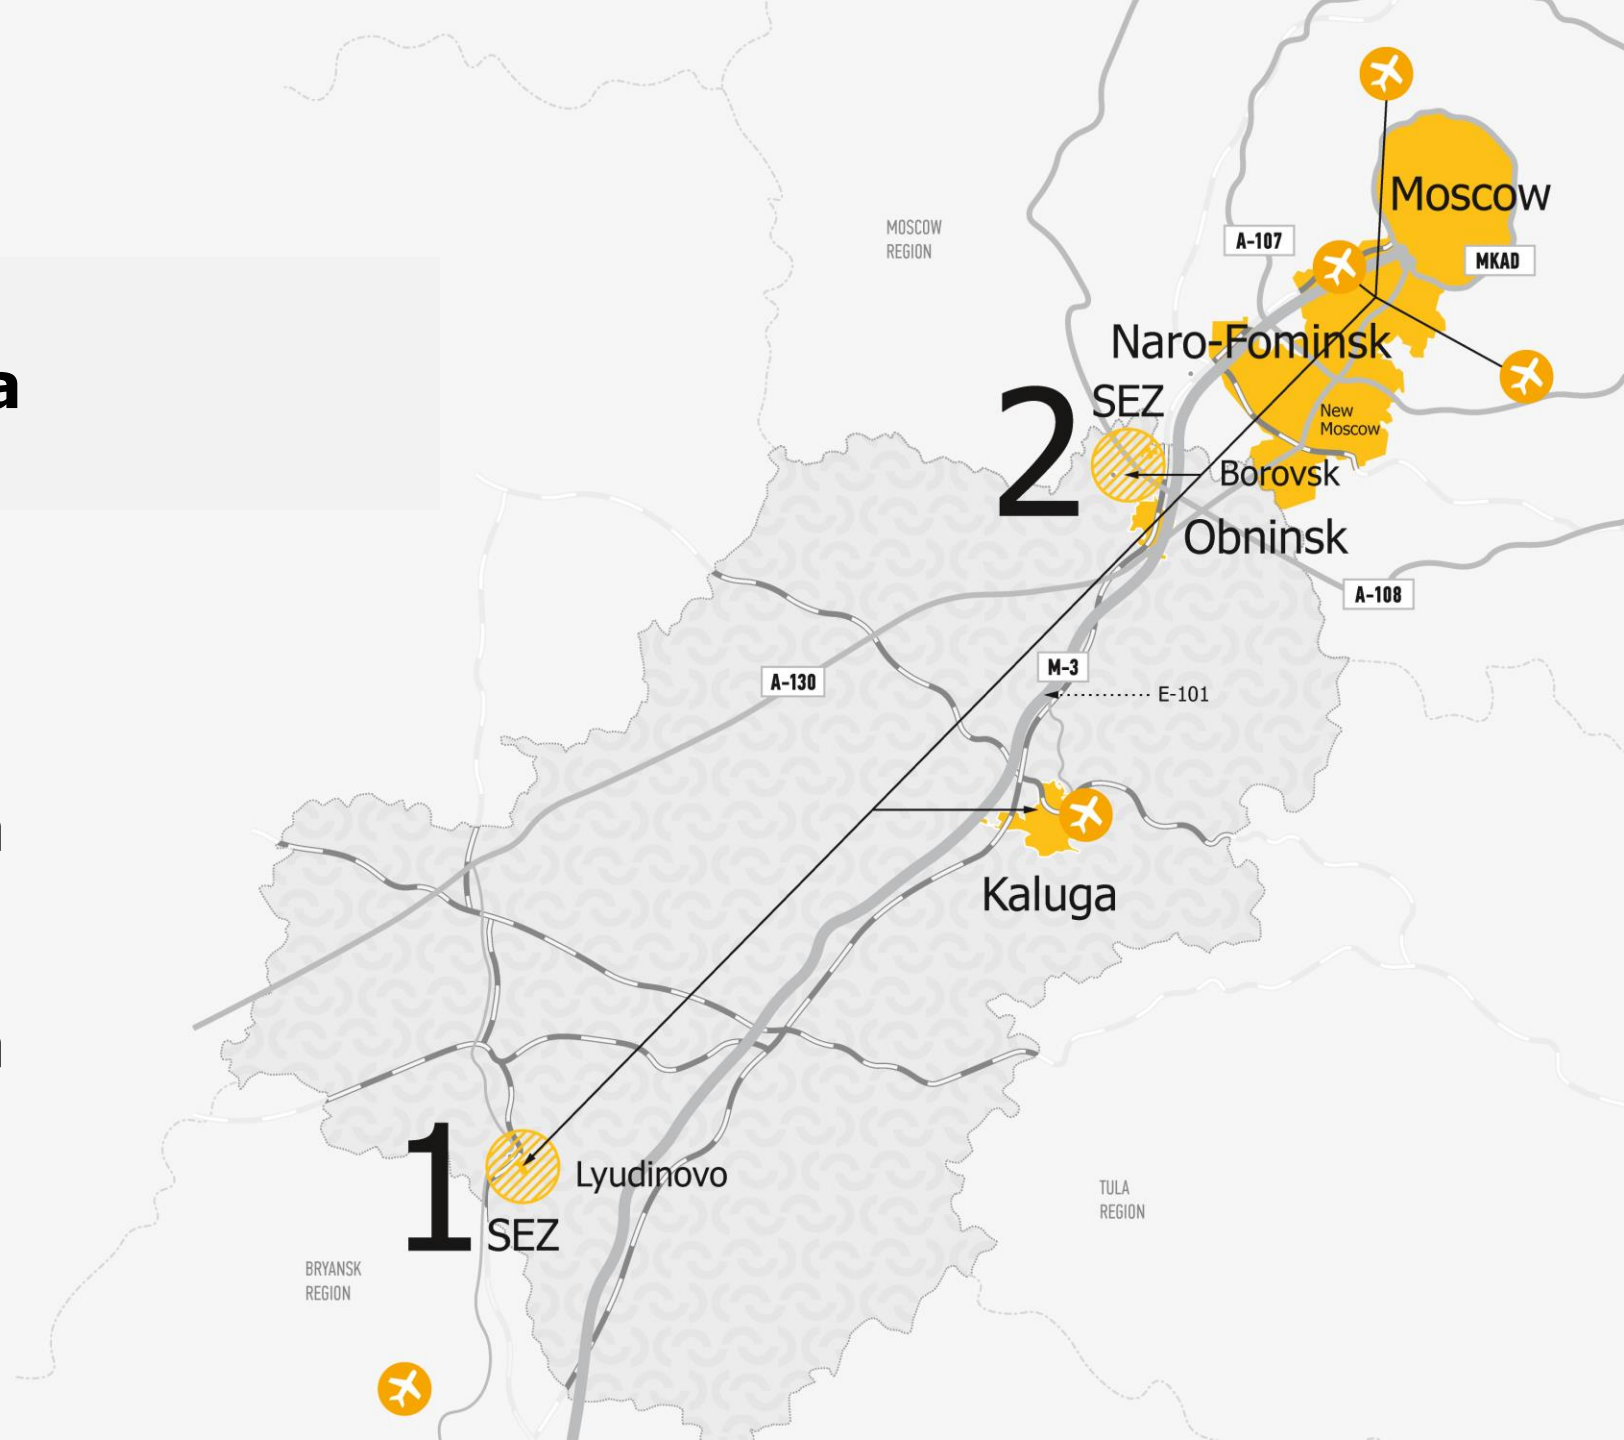 Moscow
MOSCOW
REGION
A-107
MKAD
Naro-Fominsk
a
2
SEZ
New
Moscow
Borovsk
Obninsk
A-108
M-3
A-130
E-101
Kaluga
1
Lyudinovo
SEZ
TULA
REGION
BRYANSK
REGION